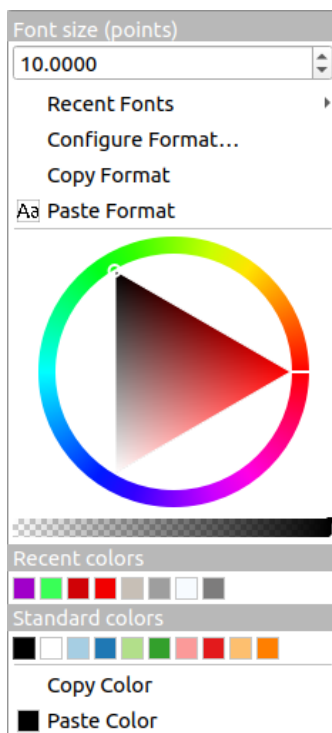 Font size (points)
10.0000
Recent Fonts
Configure Format...
Copy Format
Aa Paste Format
Recent colors
Standard colors
Copy Color
Paste Color